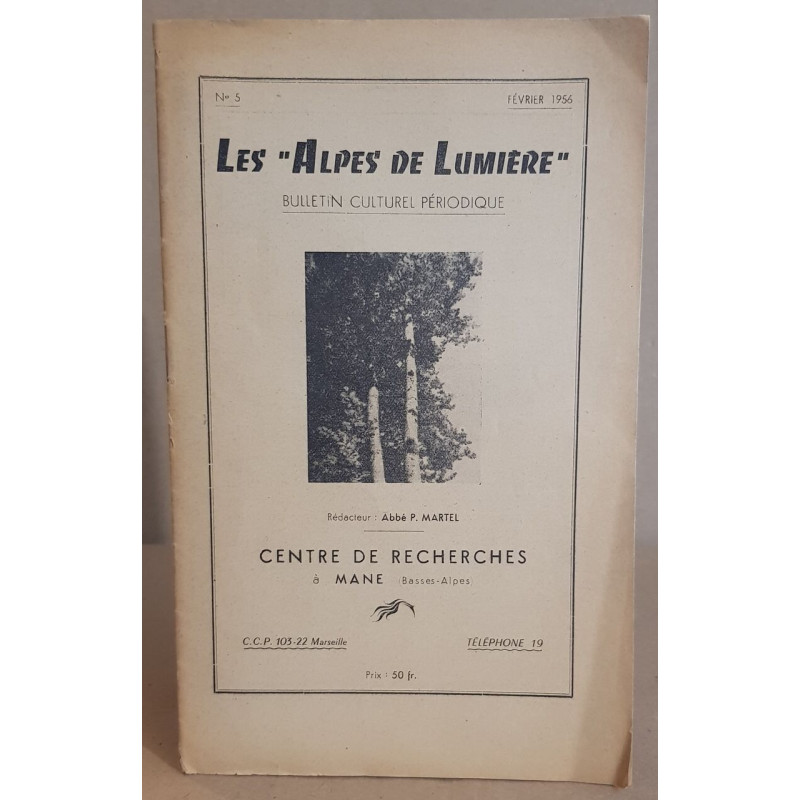 No 5
FÉVRIER 1956
LES "ALPES DE LUMIÈRE"
BULLETIN CULTUREL PÉRIODIQUE
Rédacteur : Abbé P. MARTEL
CENTRE DE RECHERCHES
à MANE (Basses-Alpes)
C.C.P. 103-22 Marseille
TÉLÉPHONE 19
Prix : 50 fr.